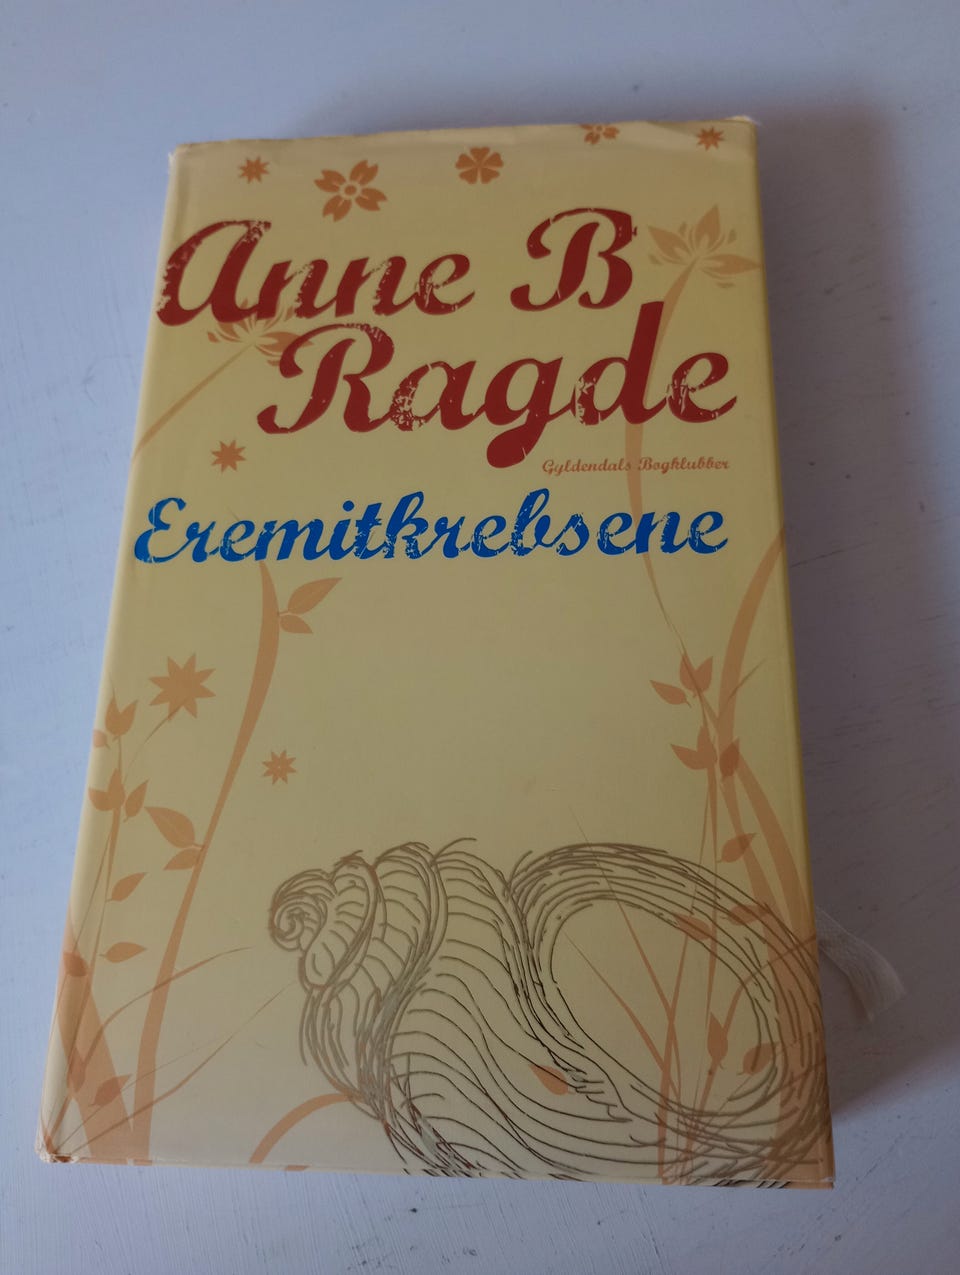 Anne B
Ragde
Gyldendals Bogklubber
Eremitkrebsene